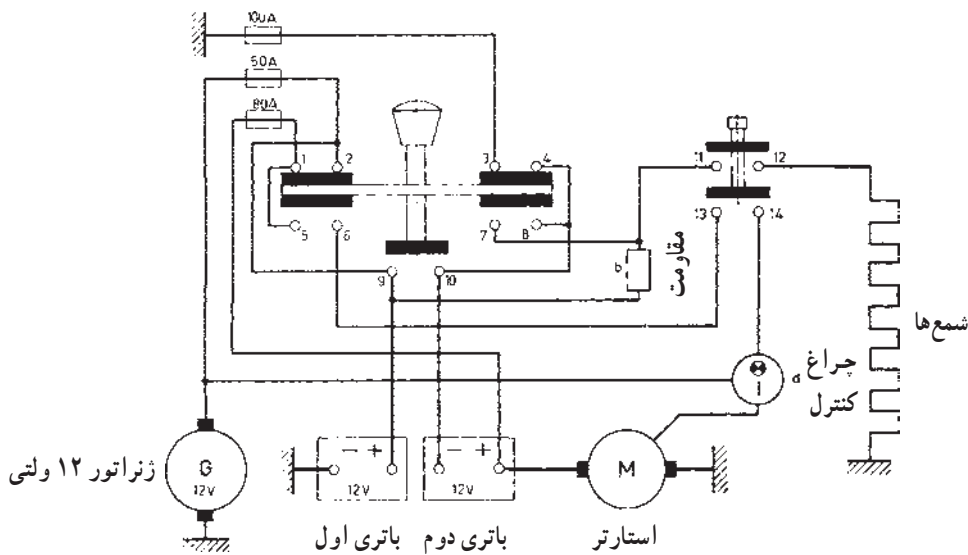 100A
50A
80A
1
2
3
4
5
6
7
8
9
10
11
12
13
14
b
مقاومت
شمع‌ها
چراغ
کنترل
d
G
12V
ژنراتور ۱۲ ولتی
- +
12V
- +
12V
M
باتری اول
باتری دوم
استارتر